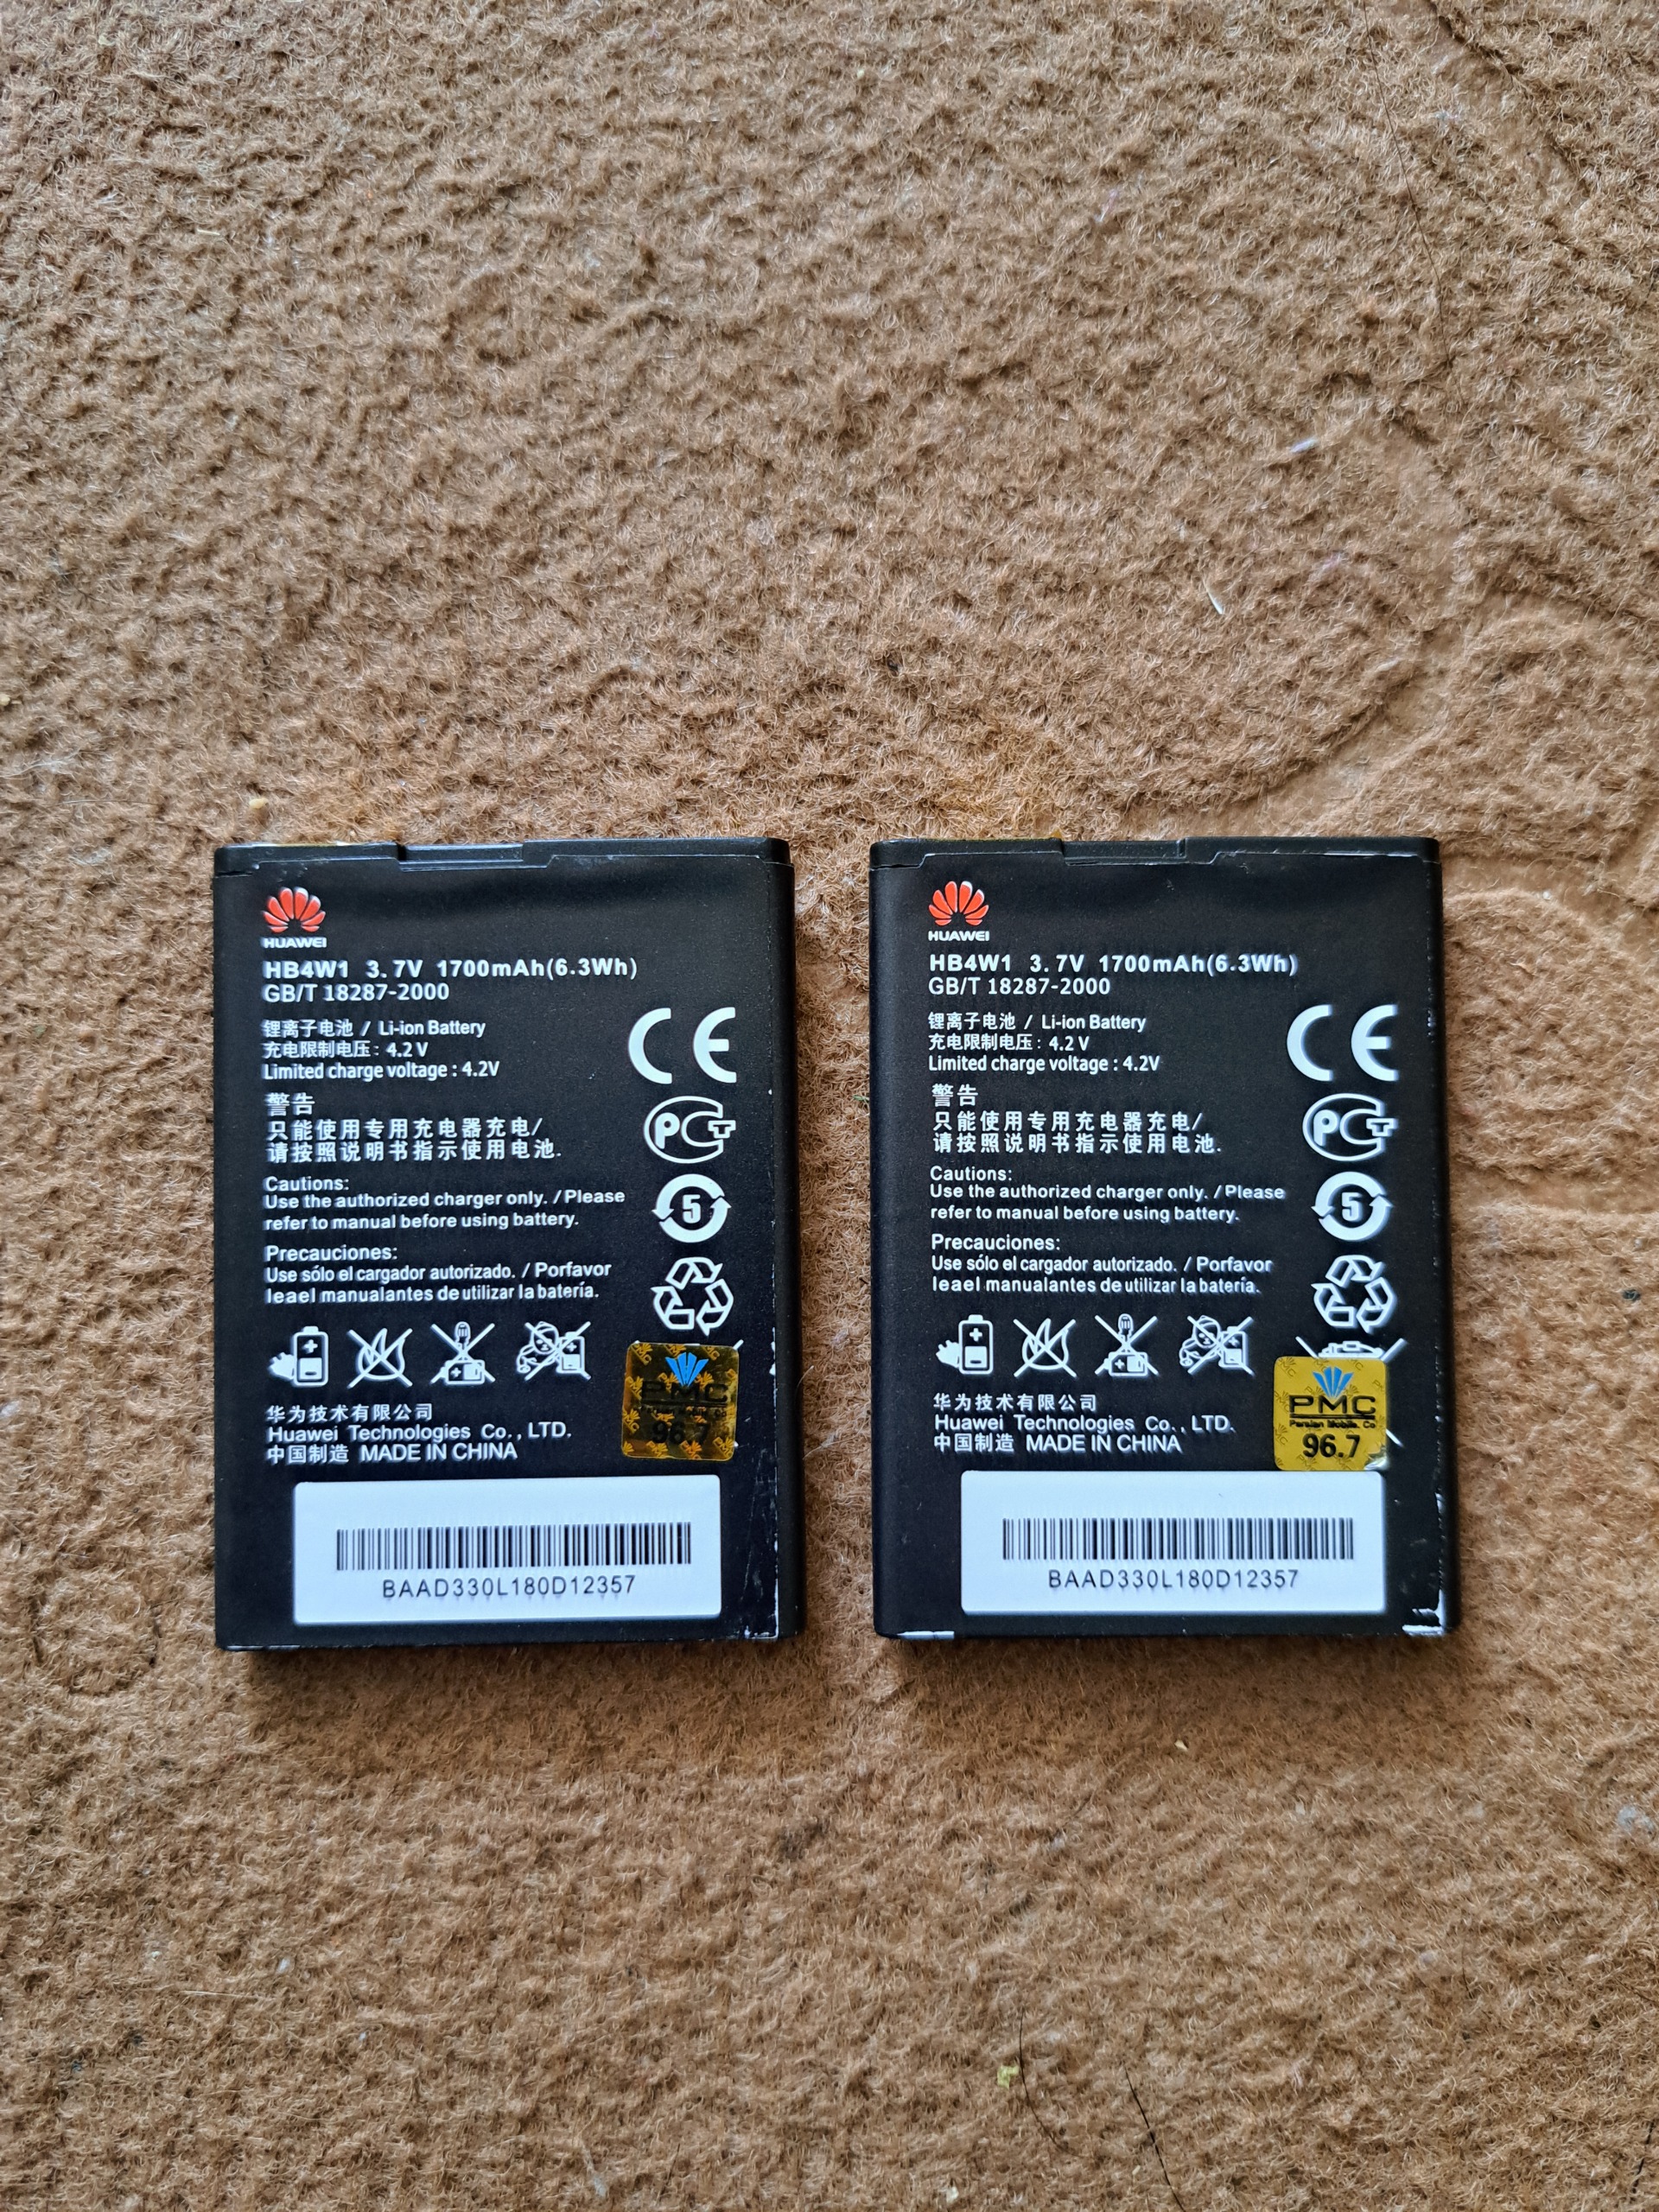 HUAWEI
HB4W1 3.7V 1700mAh(6.3Wh)
GB/T 18287-2000
锂离子电池 / Li-ion Battery
充电限制电压: 4.2 V
Limited charge voltage : 4.2V
警告
只能使用专用充电器充电/
请按照说明书指示使用电池.
Cautions:
Use the authorized charger only. / Please
refer to manual before using battery.
Precauciones:
Use sólo el cargador autorizado. / Porfavor
leael manualantes de utilizar la batería.
CE
PCT
5
PMC
96.7
华为技术有限公司
Huawei Technologies Co., LTD.
中国制造 MADE IN CHINA
BAAD330L180D12357
HUAWEI
HB4W1 3.7V 1700mAh(6.3Wh)
GB/T 18287-2000
锂离子电池 / Li-ion Battery
充电限制电压: 4.2 V
Limited charge voltage : 4.2V
警告
只能使用专用充电器充电/
请按照说明书指示使用电池.
Cautions:
Use the authorized charger only. / Please
refer to manual before using battery.
Precauciones:
Use sólo el cargador autorizado. / Porfavor
leael manualantes de utilizar la batería.
CE
PCT
5
PMC
Persian Mobile. Co
96.7
华为技术有限公司
Huawei Technologies Co., LTD.
中国制造 MADE IN CHINA
BAAD330L180D12357